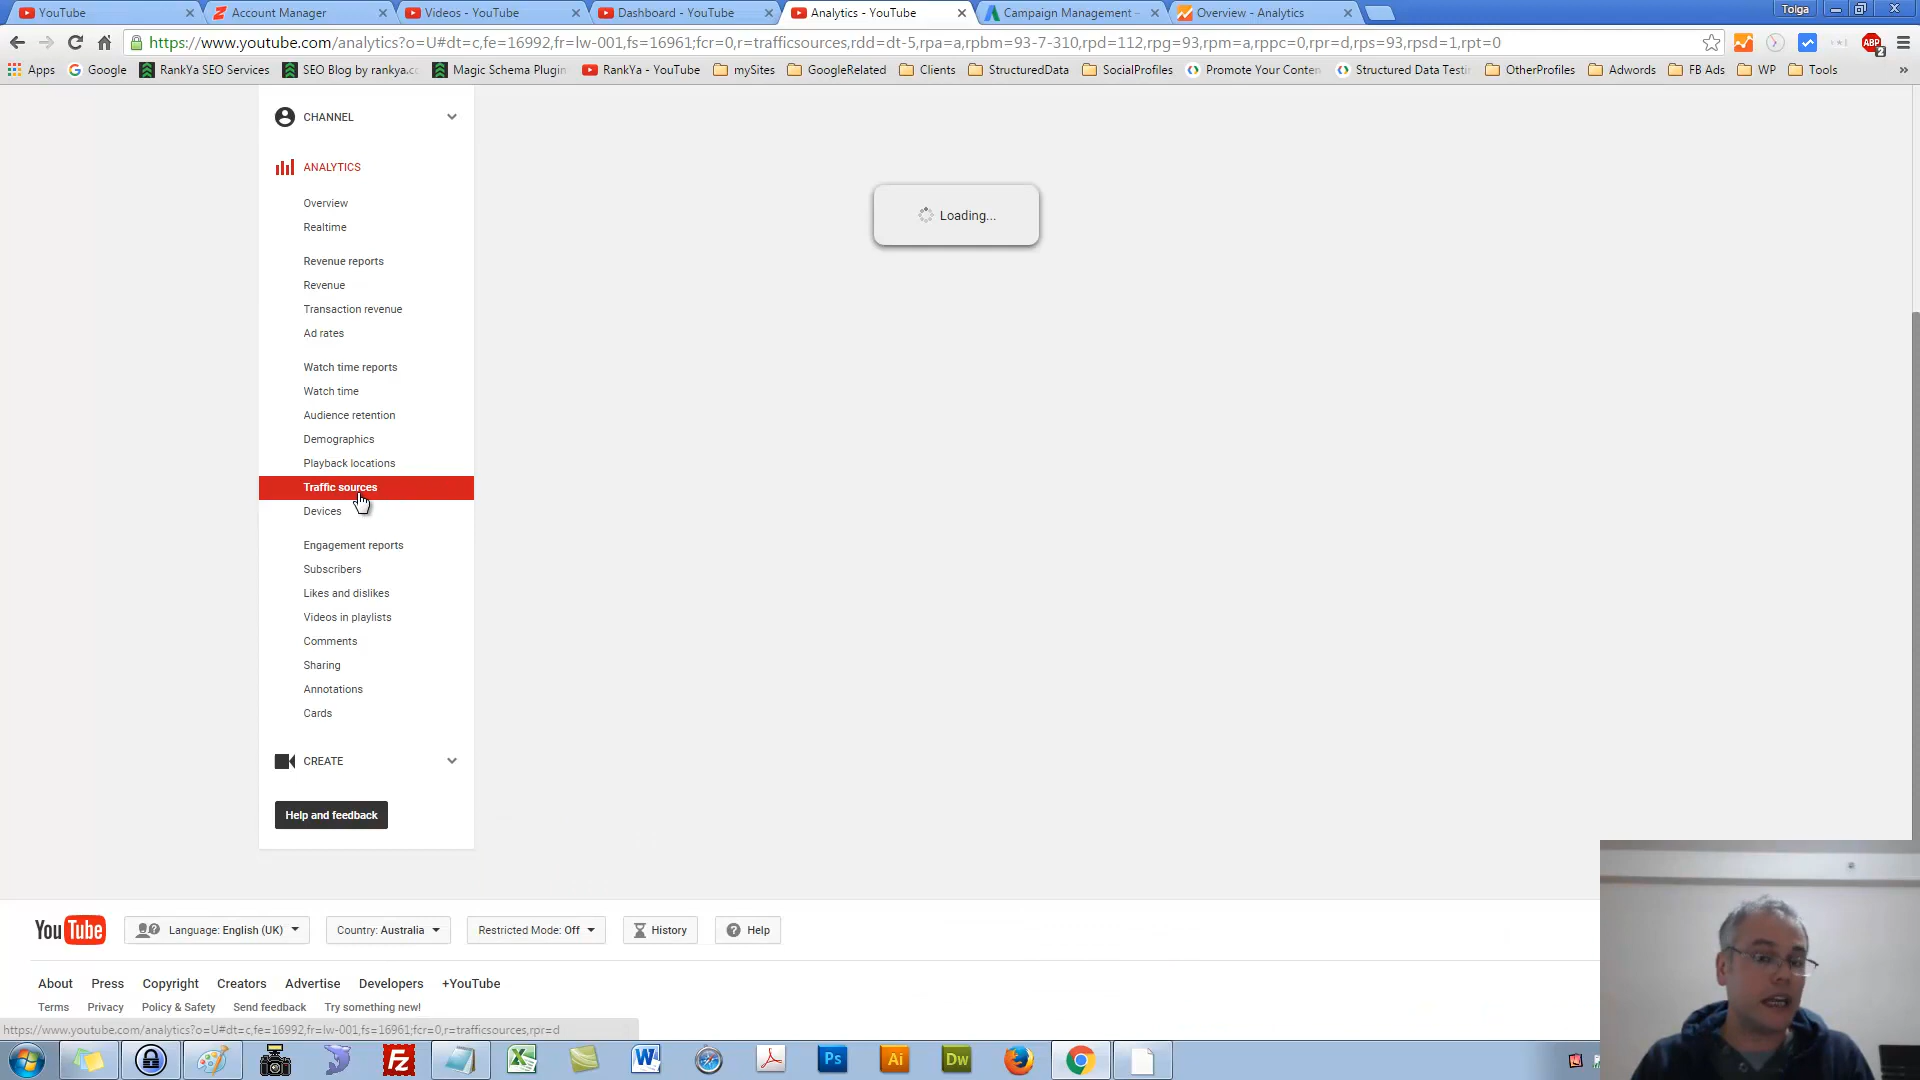 YouTube
Account Manager
Videos - YouTube
Dashboard - YouTube
Analytics - YouTube
Campaign Management -
Overview - Analytics
Tolga
https://www.youtube.com/analytics?o=U#dt=c,fe=16992,fr=lw-001,fs=16961;fcr=0,r=trafficsources,rdd=dt-5,rpa=a,rpbm=93-7-310,rpd=112,rpg=93,rpm=a,rppc=0,rpr=d,rps=93,rpsd=1,rpt=0
ABP
2
Apps
Google
RankYa SEO Services
SEO Blog by rankya.co
Magic Schema Plugin
RankYa - YouTube
mySites
GoogleRelated
Clients
StructuredData
SocialProfiles
Promote Your Conten
Structured Data Testi
OtherProfiles
Adwords
FB Ads
WP
Tools
»
CHANNEL
ANALYTICS
Overview
Realtime
Revenue reports
Revenue
Transaction revenue
Ad rates
Watch time reports
Watch time
Audience retention
Demographics
Playback locations
Traffic sources
Devices
Engagement reports
Subscribers
Likes and dislikes
Videos in playlists
Comments
Sharing
Annotations
Cards
CREATE
Help and feedback
Loading...
YouTube
Language: English (UK)
Country: Australia
Restricted Mode: Off
History
Help
About Press Copyright Creators Advertise Developers +YouTube
Terms Privacy Policy & Safety Send feedback Try something new!
https://www.youtube.com/analytics?o=U#dt=c,fe=16992,fr=lw-001,fs=16961;fcr=0,r=trafficsources,rpr=d
Fz
X
W
Ps
Ai
Dw